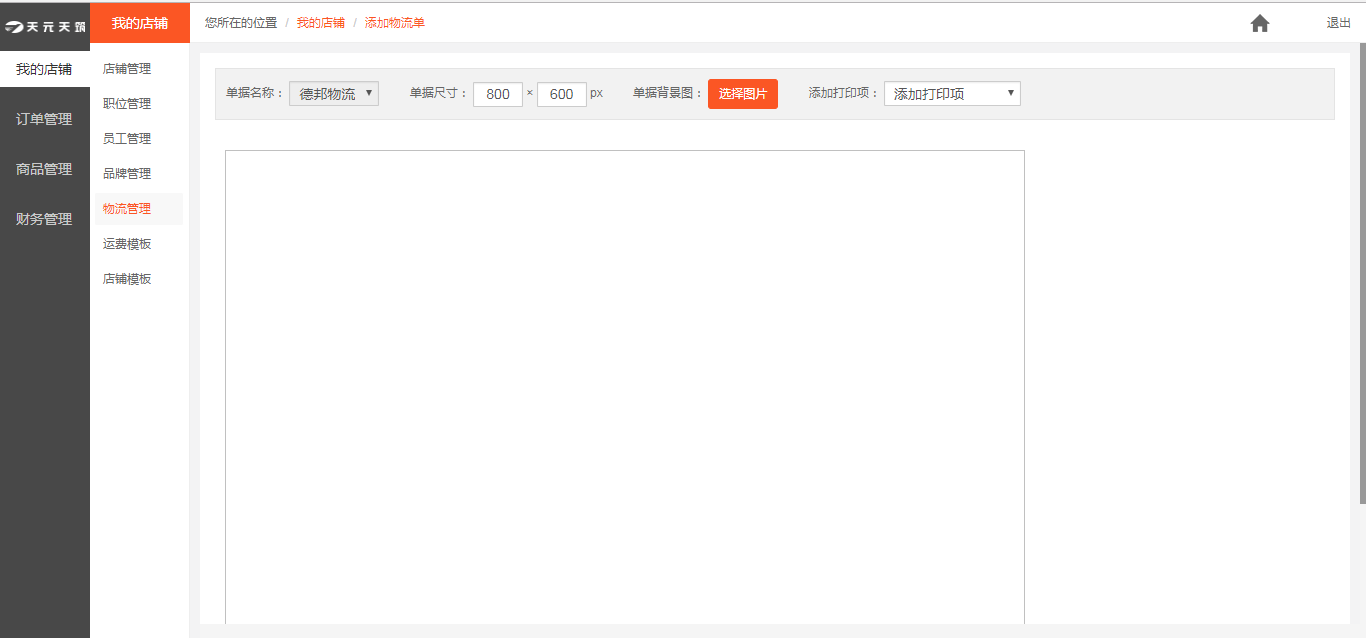 天元天筑
我的店铺
您所在的位置 / 我的店铺 / 添加物流单
退出
我的店铺
订单管理
商品管理
财务管理
店铺管理
职位管理
员工管理
品牌管理
物流管理
运费模板
店铺模板
单据名称： 德邦物流 单据尺寸： 800 × 600 px 单据背景图： 选择图片 添加打印项： 添加打印项